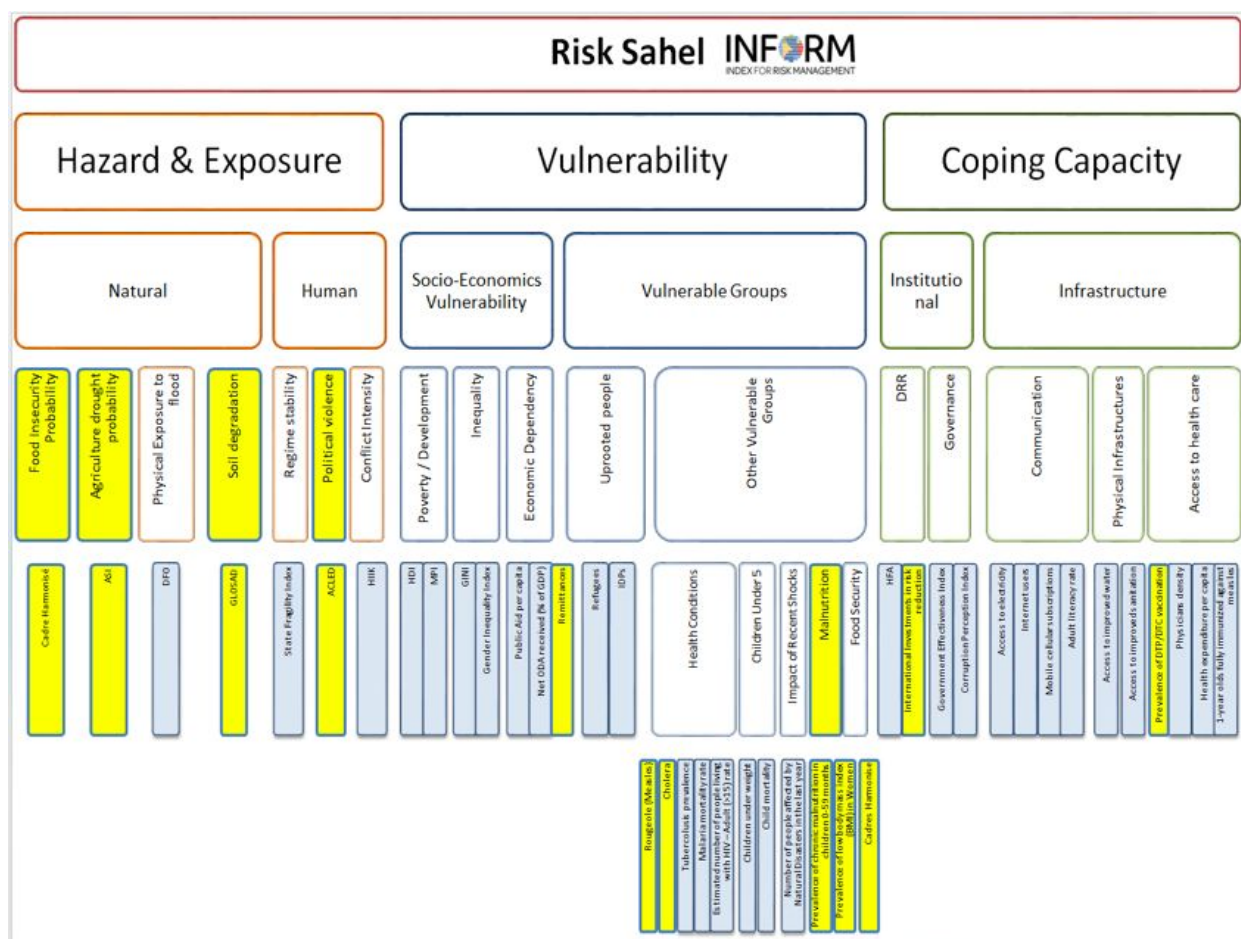 Risk Sahel INFORM
INDEX FOR RISK MANAGEMENT
Hazard & Exposure
Vulnerability
Coping Capacity
Natural
Human
Socio-Economics
Vulnerability
Vulnerable Groups
Institutio
nal
Infrastructure
Food Insecurity
Probability
Agriculture drought
probability
Physical Exposure to
flood
Soil degradation
Regime stability
Political violence
Conflict Intensity
Poverty / Development
Inequality
Economic Dependency
Uprooted people
Other Vulnerable
Groups
DRR
Governance
Communication
Physical Infrastructures
Access to health care
Cadre Harmonisé
ASI
DFO
GLOSAD
State Fragility Index
ACLED
HIIK
HDI
MPI
GINI
Gender Inequality Index
Public Aid per capita
Net ODA received (% of GDP)
Remittances
Refugees
IDPs
Health Conditions
Children Under 5
Impact of Recent Shocks
Malnutrition
Food Security
HFA
International Investments in risk
reduction
Government Effectiveness Index
Corruption Perception Index
Access to electricity
Internet users
Mobile cellular subscriptions
Adult literacy rate
Access to improved water
Access to improved sanitation
Prevalence of DTP/DTC vaccination
Physicians density
Health expenditure per capita
1-year olds fully immunized against
measles
Rougeole (Measles)
Cholera
Tubercolusis prevalence
Malaria mortality rate
Estimated number of people living
with HIV - Adult (>15) rate
Children under weight
Child mortality
Number of people affected by
Natural Disasters in the last year
Prevalence of chronic malnutrition in
children 0-59 months
Prevalence of low body mass index
(BMI) in Women
Cadres Harmonise